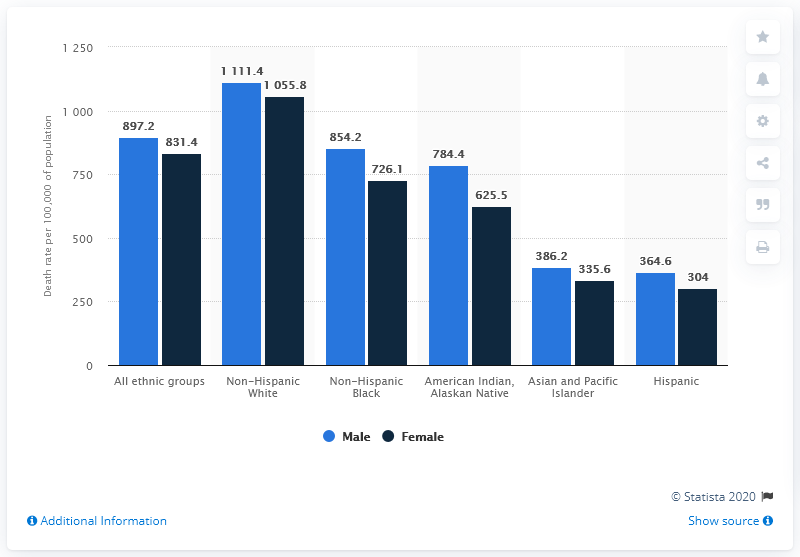 Death rate per 100,000 of population
1 250
1 000
750
500
250
0
897.2
831.4
1 111.4
1 055.8
854.2
726.1
784.4
625.5
386.2
335.6
364.6
304
All ethnic groups
Non-Hispanic
White
Non-Hispanic
Black
American Indian,
Alaskan Native
Asian and Pacific
Islander
Hispanic
Male Female
© Statista 2020
Additional Information
Show source